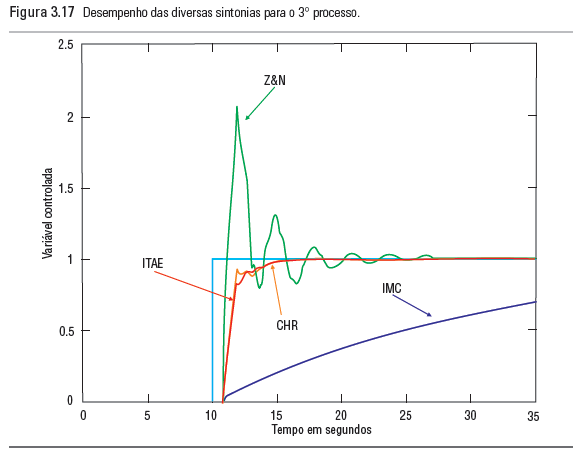 Figura 3.17 Desempenho das diversas sintonias para o 3º processo.
2.5
Z&N
2
Variável controlada
1.5
1
ITAE
IMC
0.5
CHR
0
0 5 10 15 20 25 30 35
Tempo em segundos